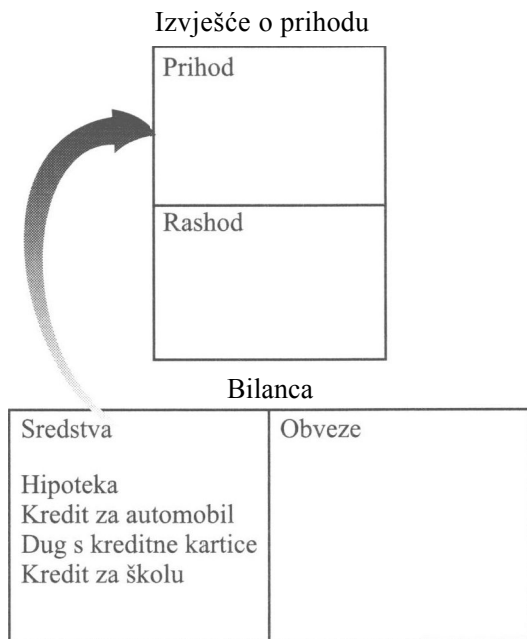 Izvješće o prihodu
Prihod
Rashod
Bilanca
Sredstva
Obveze
Hipoteka
Kredit za automobil
Dug s kreditne kartice
Kredit za školu